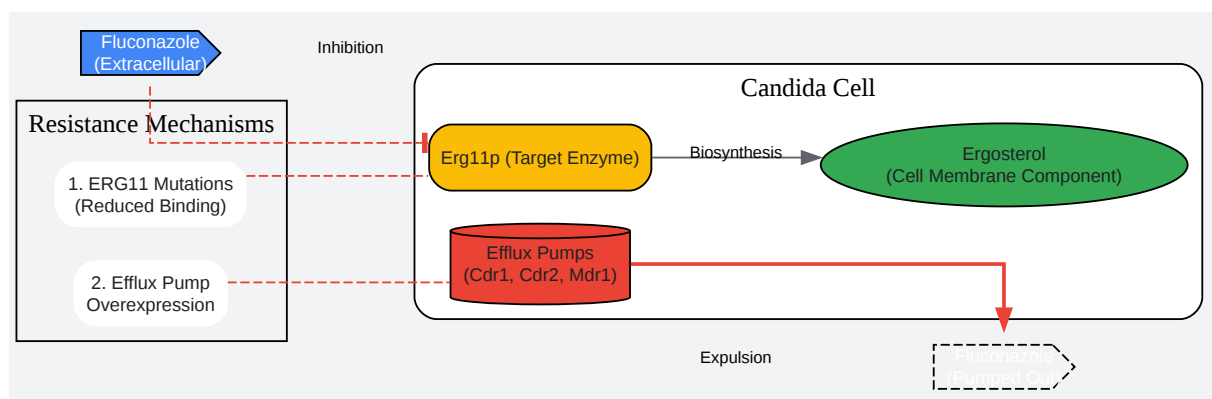 Fluconazole
(Extracellular)
Inhibition
Candida Cell
Resistance Mechanisms
Erg11p (Target Enzyme)
Biosynthesis
Ergosterol
(Cell Membrane Component)
1. ERG11 Mutations
(Reduced Binding)
Efflux Pumps
(Cdr1, Cdr2, Mdr1)
2. Efflux Pump
Overexpression
Expulsion
Fluconazole
(Pumped Out)